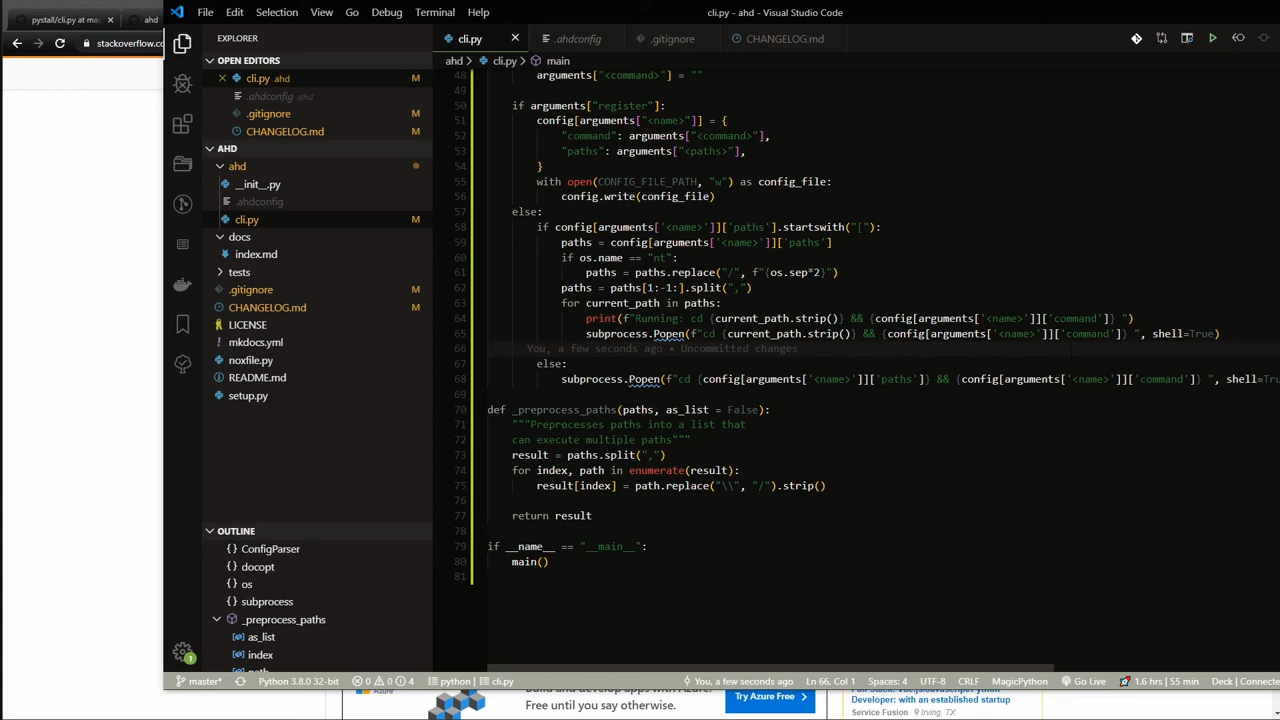 pystall/cli.py at ma
ahd
stackoverflow.co
File Edit Selection View Go Debug Terminal Help
cli.py - ahd - Visual Studio Code
EXPLORER
OPEN EDITORS
cli.py ahd M
.ahdconfig ahd
.gitignore M
CHANGELOG.md M
AHD
ahd
__init__.py
.ahdconfig
cli.py M
docs
index.md
tests
.gitignore M
CHANGELOG.md M
LICENSE
mkdocs.yml
noxfile.py
README.md
setup.py
OUTLINE
ConfigParser
docopt
os
subprocess
_preprocess_paths
as_list
index
path
cli.py .ahdconfig .gitignore CHANGELOG.md
ahd > cli.py > main
48 arguments["<command>"] = ""
49
50 if arguments["register"]:
51 config[arguments["<name>"]] = {
52 "command": arguments["<command>"],
53 "paths": arguments["<paths>"],
54 }
55 with open(CONFIG_FILE_PATH, "w") as config_file:
56 config.write(config_file)
57 else:
58 if config[arguments['<name>']]['paths'].startswith("["):
59 paths = config[arguments['<name>']]['paths']
60 if os.name == "nt":
61 paths = paths.replace("/", f"{os.sep*2}")
62 paths = paths[1:-1:].split(",")
63 for current_path in paths:
64 print(f"Running: cd {current_path.strip()} && {config[arguments['<name>']]['command']} ")
65 subprocess.Popen(f"cd {current_path.strip()} && {config[arguments['<name>']]['command']} ", shell=True)
66 You, a few seconds ago • Uncommitted changes
67 else:
68 subprocess.Popen(f"cd {config[arguments['<name>']]['paths']} && {config[arguments['<name>']]['command']} ", shell=Tru
69
70 def _preprocess_paths(paths, as_list = False):
71 """Preprocesses paths into a list that
72 can execute multiple paths"""
73 result = paths.split(",")
74 for index, path in enumerate(result):
75 result[index] = path.replace("\\", "/").strip()
76
77 return result
78
79 if __name__ == "__main__":
80 main()
81
master* Python 3.8.0 32-bit 0 0 4 python | cli.py You, a few seconds ago Ln 66, Col 1 Spaces: 4 UTF-8 CRLF MagicPython Go Live 1.6 hrs | 55 min Deck | Connecte
Azure
Build and develop apps with Azure.
Free until you say otherwise.
Try Azure Free
Developer: with an established startup
Service Fusion Irving, TX